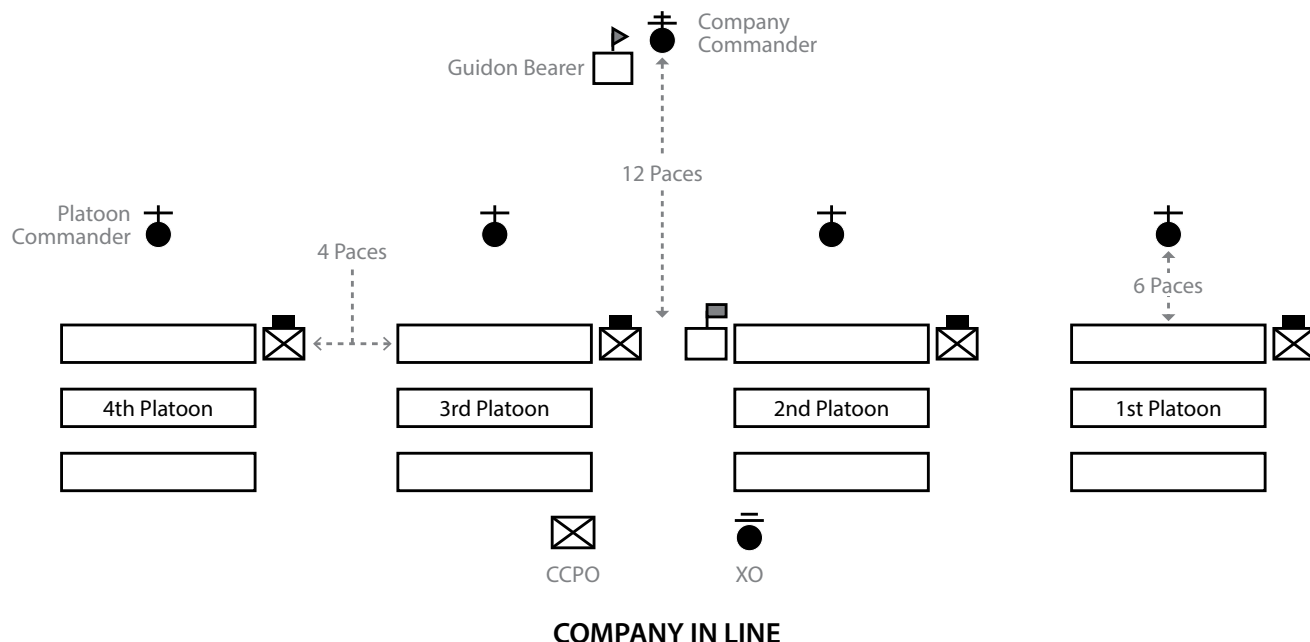 Company
Commander
Guidon Bearer
12 Paces
Platoon
Commander
4 Paces
6 Paces
4th Platoon
3rd Platoon
2nd Platoon
1st Platoon
CCPO
XO
COMPANY IN LINE